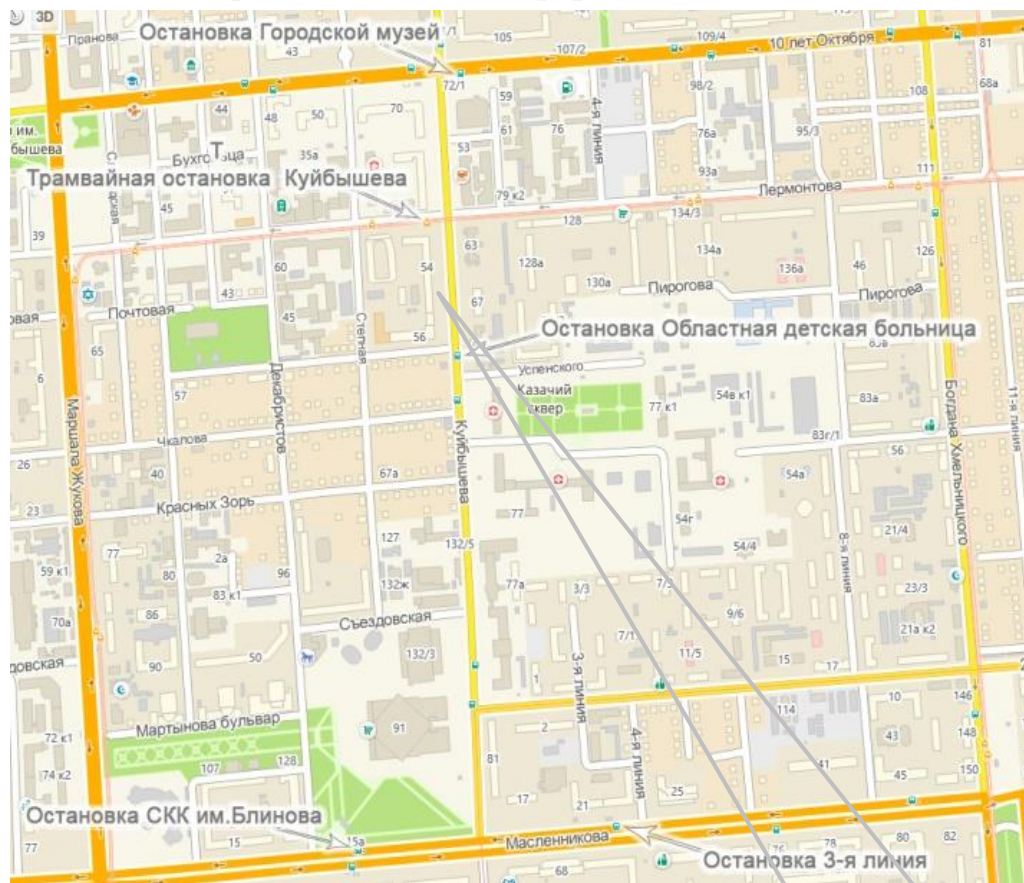 3D
Остановка Городской музей
72/1
105
107/2
109/4
10 лет Октября
81
43
59
98/2
108
68а
44
48
50
70
61
76
4-я линия
76а
95/3
35а
53
93а
Т
Трамвайная остановка Куйбышева
79 к2
Лермонтова
111
45
128
134/3
39
63
60
54
128а
134а
126
43
67
130а
136а
46
Почтовая
Пирогова
Пирогова
45
Степная
56
Остановка Областная детская больница
65
Успенского
6
57
Декабристов
Казачий
сквер
77 к1
54в к1
83а
Богдана Хмельницкого
11-я линия
Маршала Жукова
Чкалова
Куйбышева
83г/1
26
40
67а
56
54а
Красных Зорь
23
77
54г
21/4
127
132/5
8-я линия
77
2а
54/4
59 к1
80
96
132ж
77а
3/3
7/3
23/3
83 к1
70а
86
Съездовская
9/6
7/1
21а к2
довская
90
50
132/3
3-я линия
11/5
15
17
1
Мартынова бульвар
91
2
114
10
146
72 к1
43
148
107
128
81
4-я линия
41
74 к2
45
150
17
21
25
Остановка СКК им.Блинова
77
15
15а
Масленникова
78
80
82
76
Остановка 3-я линия
68